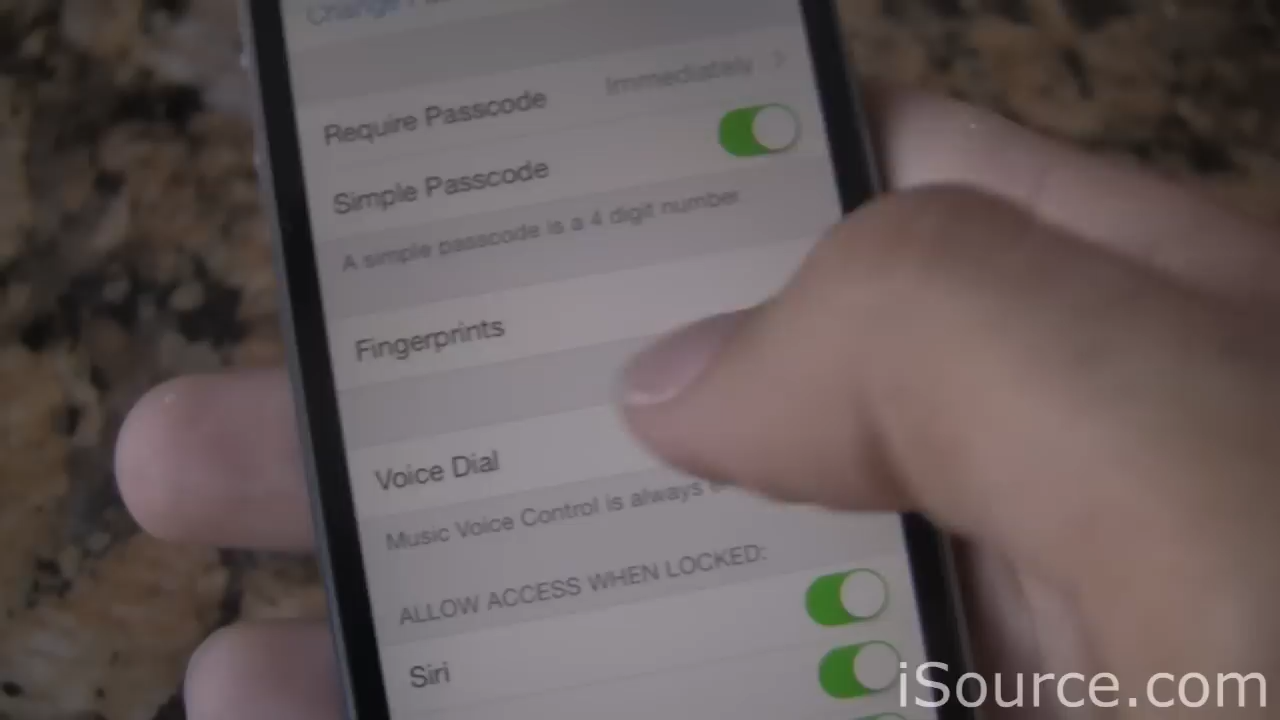 Change
Require Passcode Immediately
Simple Passcode
A simple passcode is a 4 digit number
Fingerprints
Voice Dial
Music Voice Control is always
ALLOW ACCESS WHEN LOCKED:
Siri
iSource.com